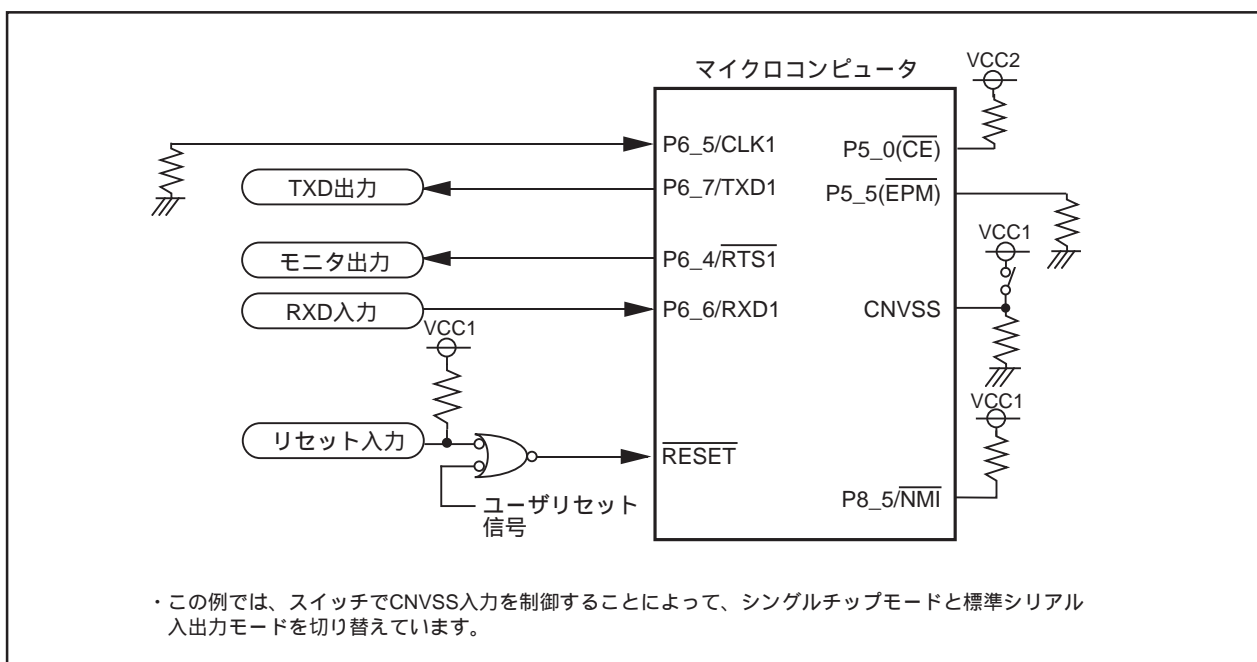 マイクロコンピュータ
VCC2
P6_5/CLK1
P5_0(CE)
TXD出力
P6_7/TXD1
P5_5(EPM)
VCC1
モニタ出力
P6_4/RTS1
RXD入力
P6_6/RXD1
CNVSS
VCC1
VCC1
リセット入力
RESET
ユーザリセット
信号
P8_5/NMI
・この例では、スイッチでCNVSS入力を制御することによって、シングルチップモードと標準シリアル
入出力モードを切り替えています。